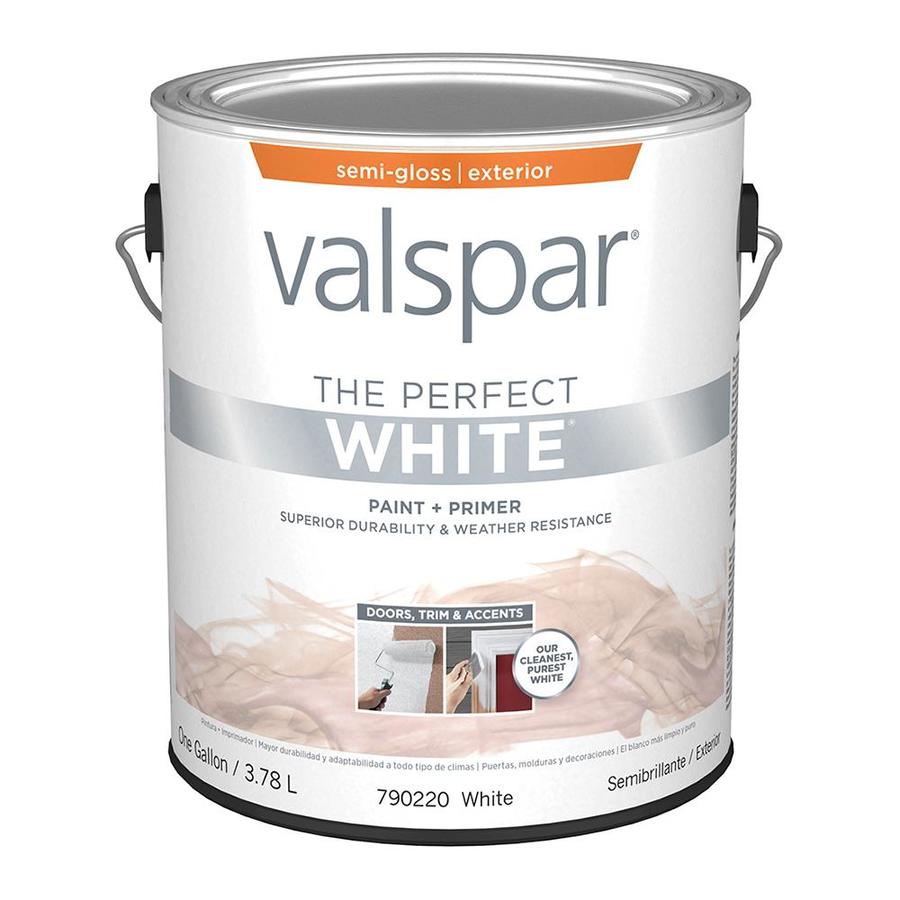 semi-gloss | exterior
valspar®
THE PERFECT
WHITE®
PAINT + PRIMER
SUPERIOR DURABILITY & WEATHER RESISTANCE
DOORS, TRIM & ACCENTS
OUR
CLEANEST,
PUREST
WHITE
Pintura + Imprimador | Mayor durabilidad y adaptabilidad a todo tipo de climas | Puertas, molduras y decoraciones | El blanco más limpio y puro
One Gallon / 3.78 L
790220 White
Semibrillante / Exterior